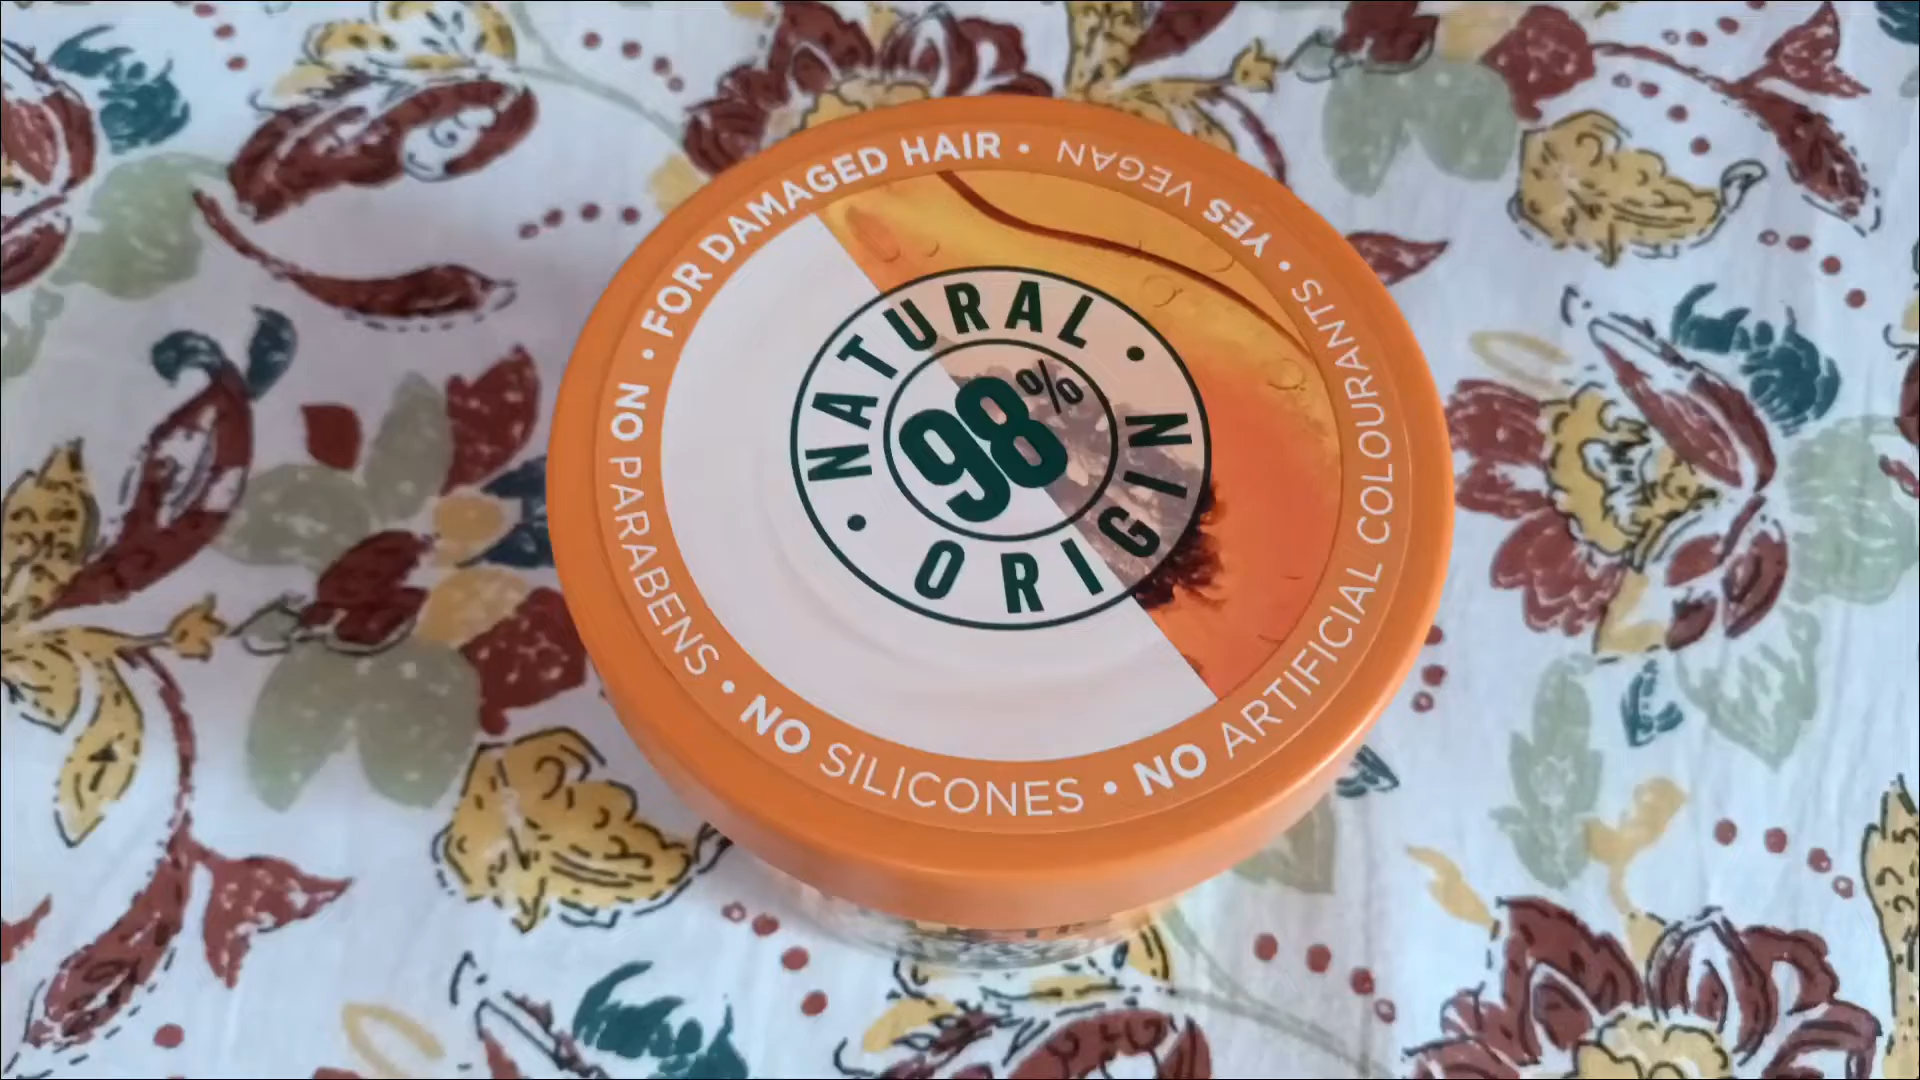 NATURAL • ORIGIN •
98%
• FOR DAMAGED HAIR •
YES VEGAN •
NO ARTIFICIAL COLOURANTS •
NO SILICONES •
NO PARABENS